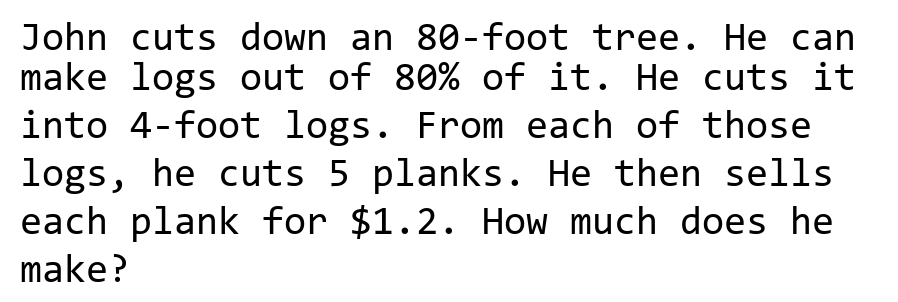 John cuts down an 80-foot tree. He can
make logs out of 80% of it. He cuts it
into 4-foot logs. From each of those
logs, he cuts 5 planks. He then sells
each plank for $1.2. How much does he
make?